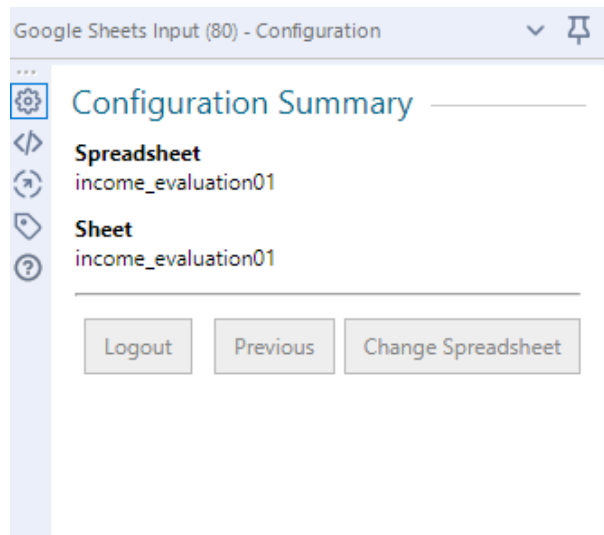 Google Sheets Input (80) - Configuration
Configuration Summary
Spreadsheet
income_evaluation01
Sheet
income_evaluation01
Logout Previous Change Spreadsheet